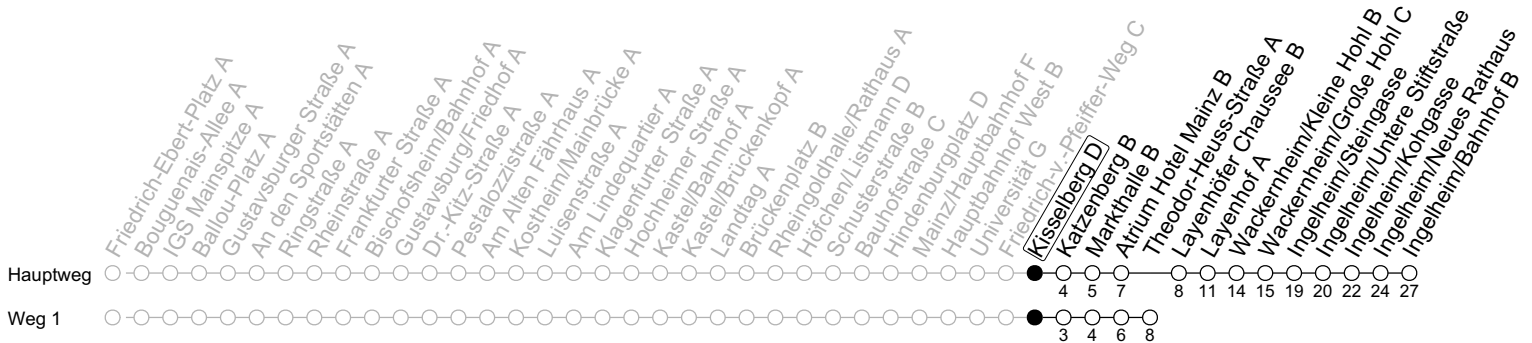 Friedrich-Ebert-Platz A
Bouguenais-Allee A
IGS Mainspitze A
Ballou-Platz A
Gustavsburger Straße A
An den Sportstätten A
Ringstraße A
Rheinstraße A
Frankfurter Straße A
Bischofsheim/Bahnhof A
Gustavsburg/Friedhof A
Dr.-Kitz-Straße A
Pestalozzistraße A
Am Alten Fährhaus A
Kostheim/Mainbrücke A
Luisenstraße A
Am Lindequartier A
Klagenfurter Straße A
Hochheimer Straße A
Kastel/Bahnhof A
Kastel/Brückenkopf A
Landtag A
Brückenplatz B
Rheingoldhalle/Rathaus A
Höfchen/Listmann D
Schusterstraße B
Bauhofstraße C
Hindenburgplatz D
Mainz/Hauptbahnhof F
Hauptbahnhof West B
Universität G
Friedrich-v.-Pfeiffer-Weg C
Kisselberg D
Katzenberg B
Markthalle B
Atrium Hotel Mainz B
Theodor-Heuss-Straße A
Layenhöfer Chaussee B
Layenhof A
Wackernheim/Kleine Hohl B
Wackernheim/Große Hohl C
Ingelheim/Steingasse
Ingelheim/Untere Stiftstraße
Ingelheim/Kohgasse
Ingelheim/Neues Rathaus
Ingelheim/Bahnhof B
Hauptweg
4 5 7 8 11 14 15 19 20 22 24 27
Weg 1
3 4 6 8